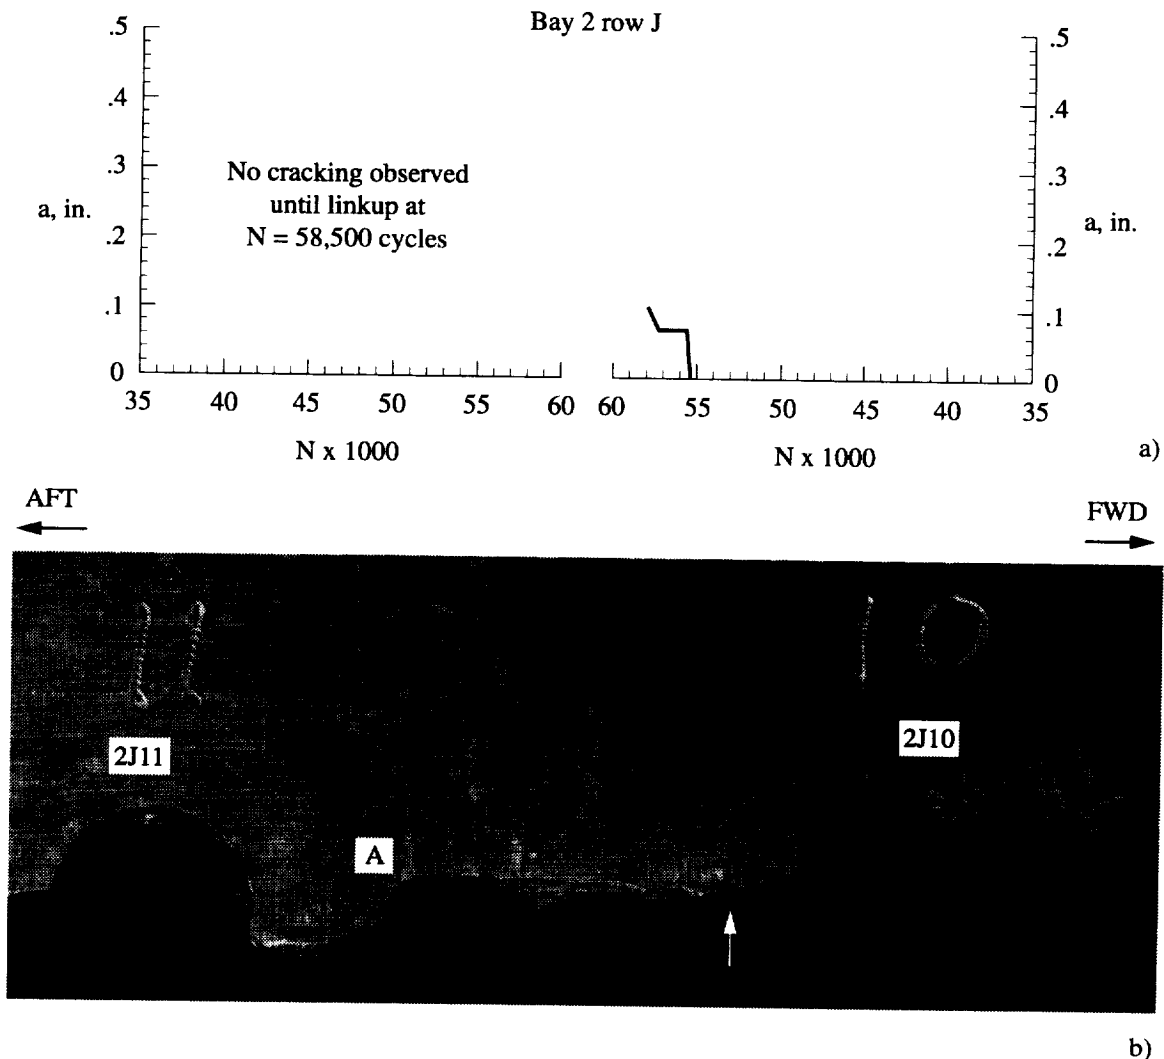 Bay 2 row J
.5
.4
.3
.2
.1
0
a, in.
No cracking observed
until linkup at
N = 58,500 cycles
35 40 45 50 55 60
N x 1000
.5
.4
.3
.2
.1
0
a, in.
60 55 50 45 40 35
N x 1000
a)
AFT
FWD
11
10
2J11
2J10
A
b)